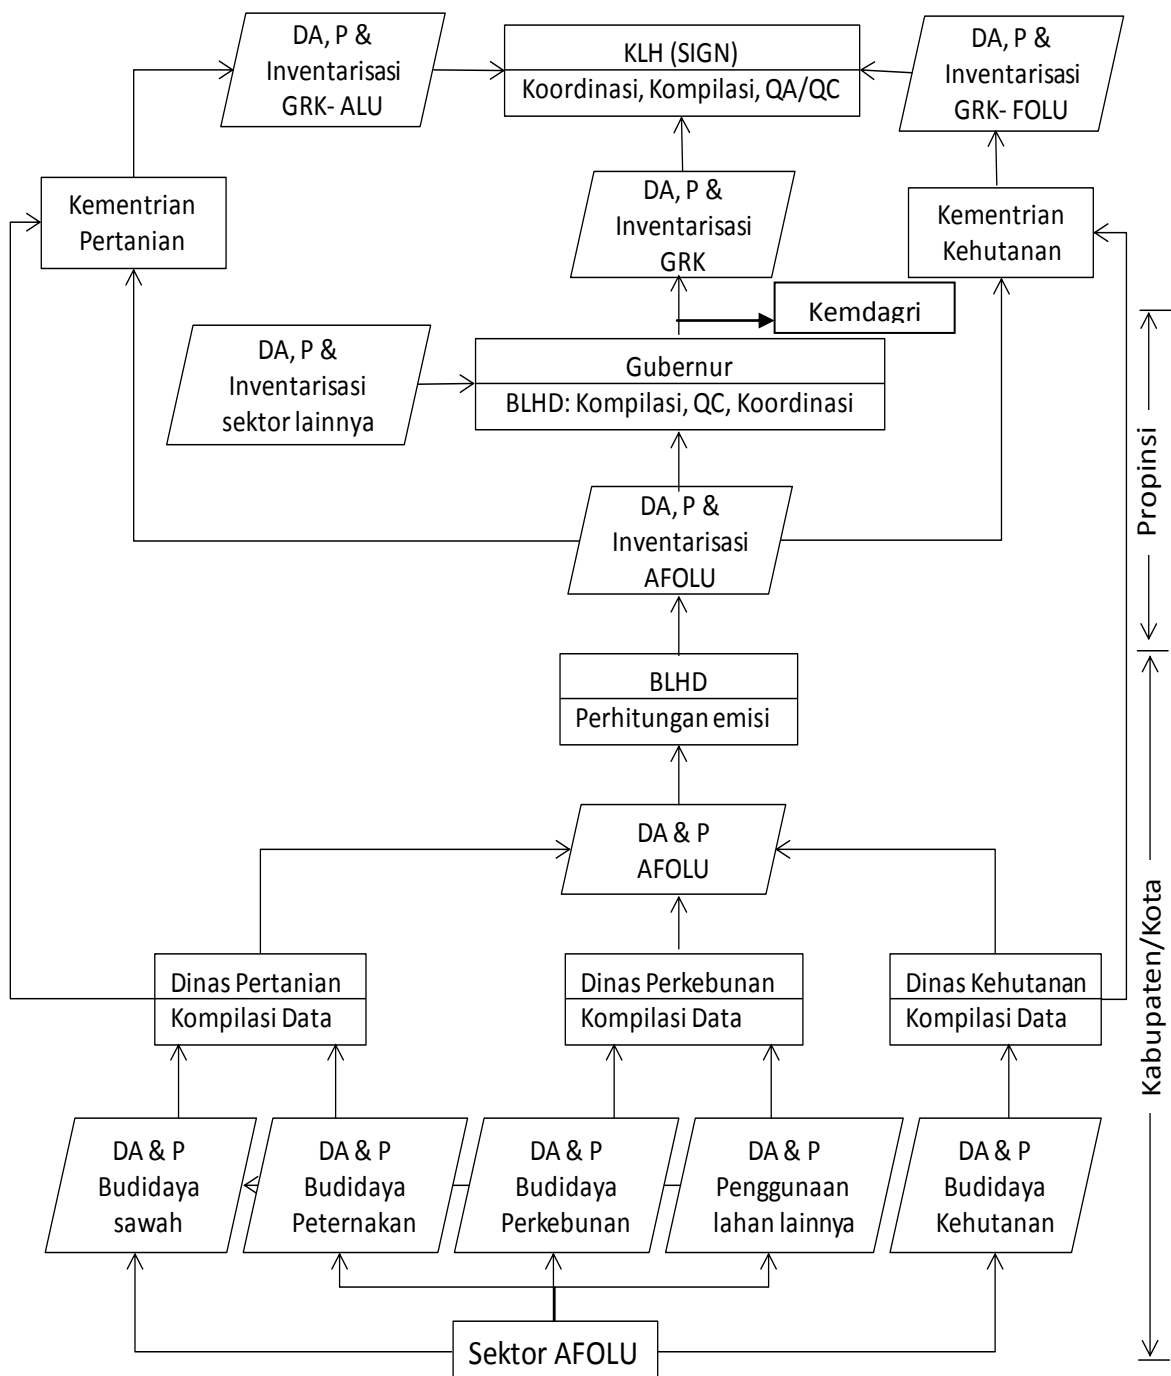 DA, P &
Inventarisasi
GRK- ALU
KLH (SIGN)
Koordinasi, Kompilasi, QA/QC
DA, P &
Inventarisasi
GRK- FOLU
Kementrian
Pertanian
DA, P &
Inventarisasi
GRK
Kementrian
Kehutanan
Kemdagri
DA, P &
Inventarisasi
sektor lainnya
Gubernur
BLHD: Kompilasi, QC, Koordinasi
Propinsi
DA, P &
Inventarisasi
AFOLU
BLHD
Perhitungan emisi
DA & P
AFOLU
Kabupaten/Kota
Dinas Pertanian
Kompilasi Data
Dinas Perkebunan
Kompilasi Data
Dinas Kehutanan
Kompilasi Data
DA & P
Budidaya
sawah
DA & P
Budidaya
Peternakan
DA & P
Budidaya
Perkebunan
DA & P
Penggunaan
lahan lainnya
DA & P
Budidaya
Kehutanan
Sektor AFOLU